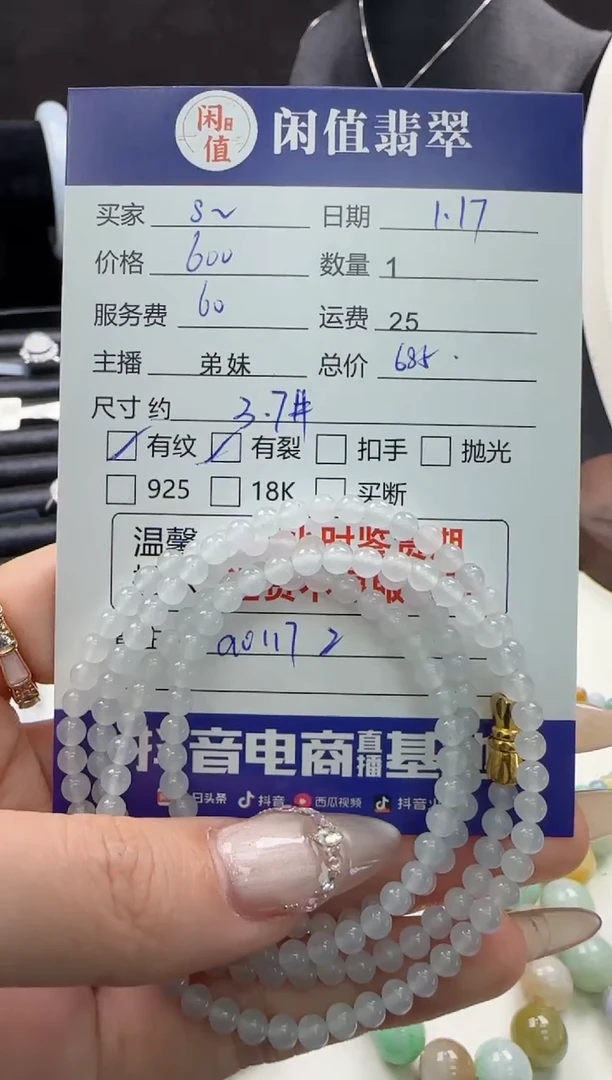 闲值 闲值翡翠
买家 S~ 日期 1.17
价格 600 数量 1
服务费 60 运费 25
主播 弟妹 总价 685.
尺寸 约 3.7#
有纹 有裂 扣手 抛光
925 18K 买断
温馨
a0117 2
抖音电商直播基
日头条 抖音 西瓜视频 抖音